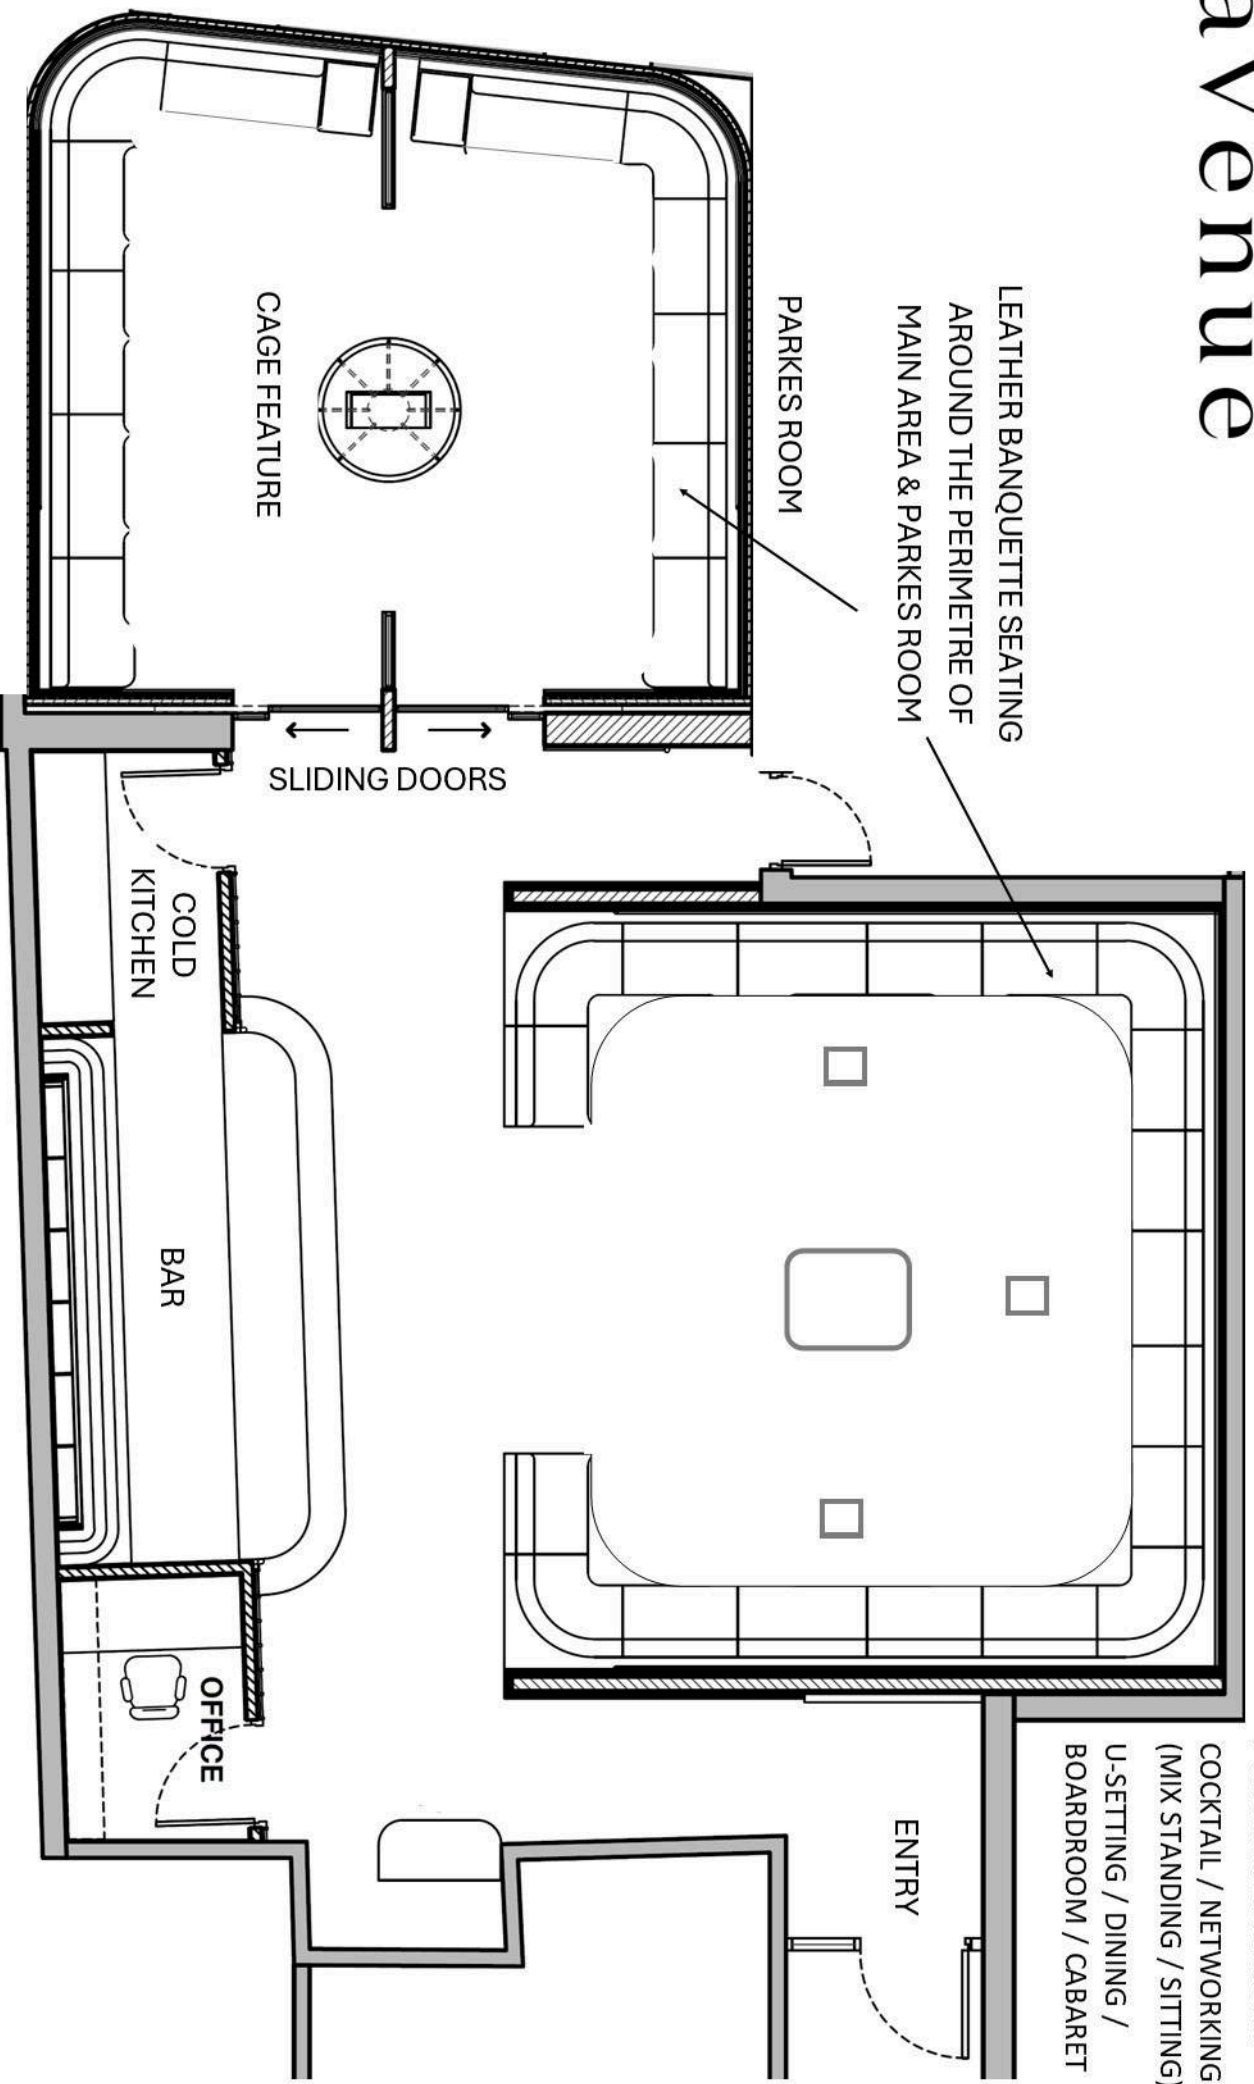 aVenue
LEATHER BANQUETTE SEATING
AROUND THE PERIMETRE OF
MAIN AREA & PARKES ROOM
PARKES ROOM
CAGE FEATURE
SLIDING DOORS
COLD
KITCHEN
BAR
OFFICE
ENTRY
COCKTAIL / NETWORKING
(MIX STANDING / SITTING)
U-SETTING / DINING /
BOARDROOM / CABARET